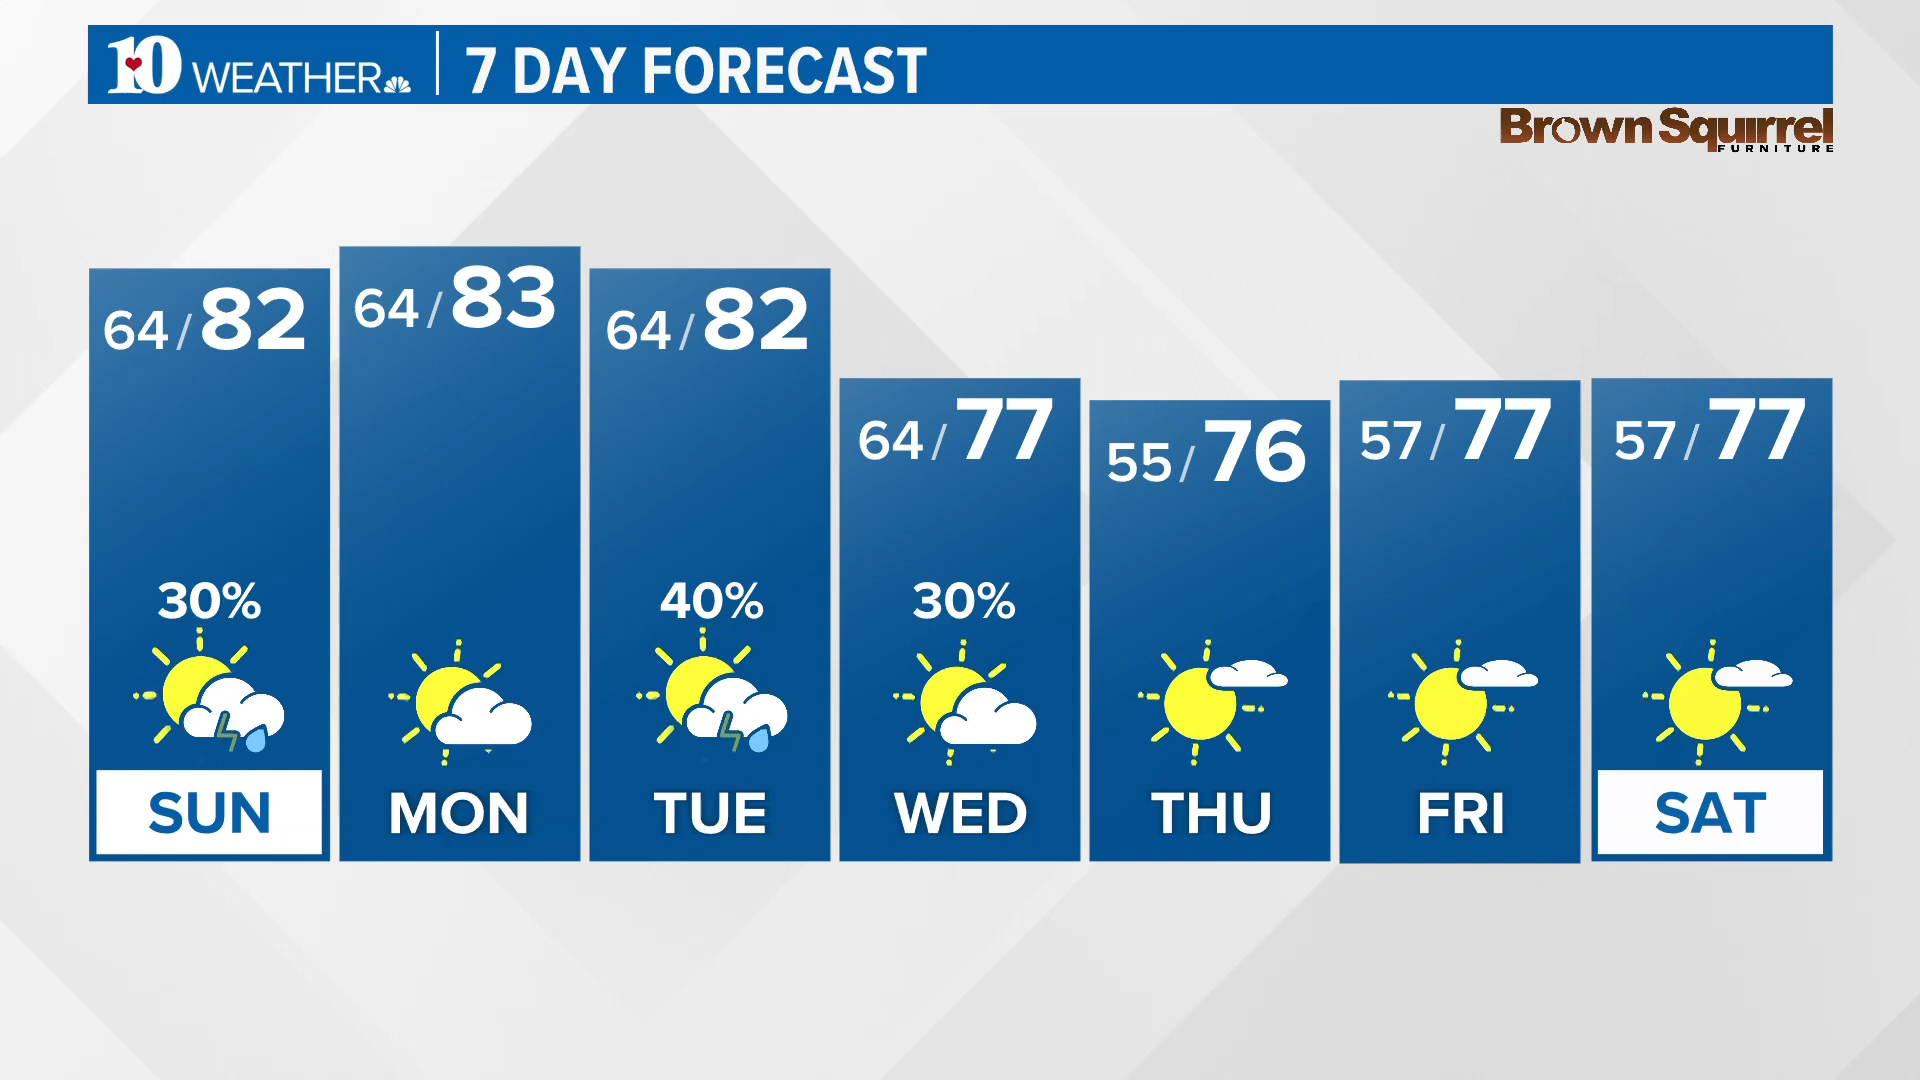 10 WEATHER 7 DAY FORECAST
Brown Squirrel
FURNITURE
64/82 64/83 64/82 64/77 55/76 57/77 57/77
30% 40% 30%
SUN MON TUE WED THU FRI SAT